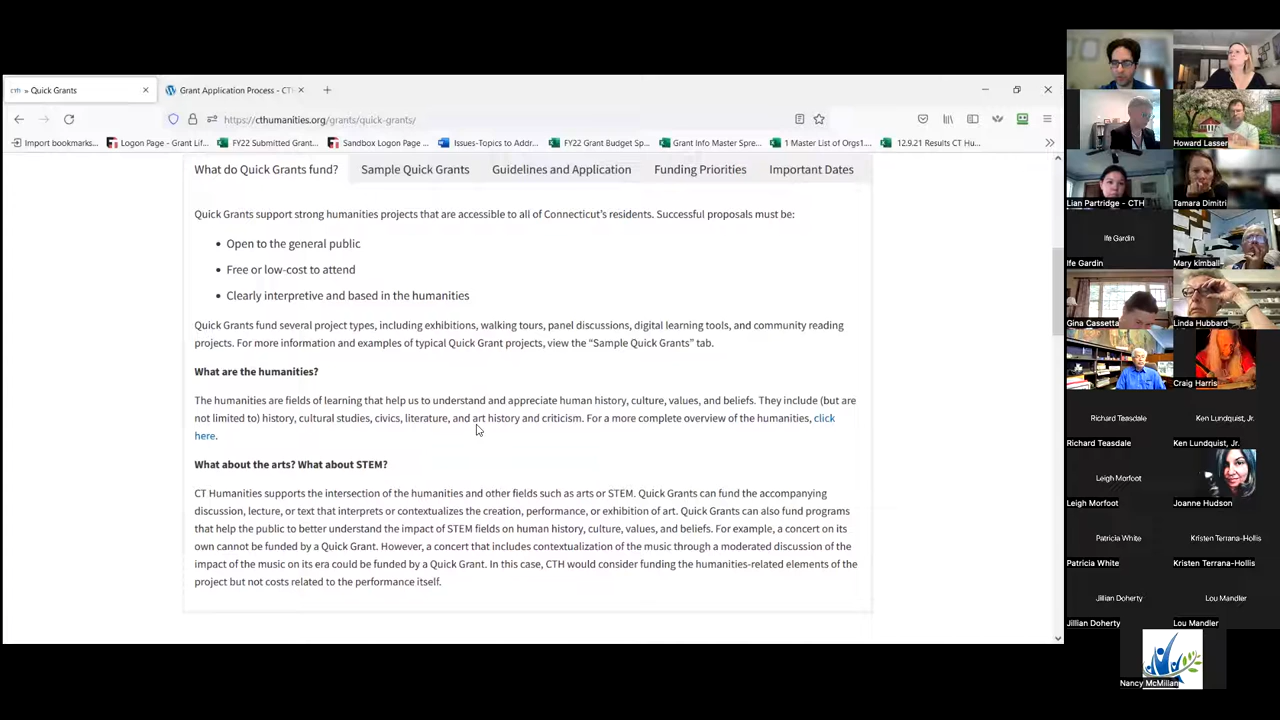 Quick Grants
Grant Application Process - CT
https://cthumanities.org/grants/quick-grants/
Import bookmarks...
Logon Page - Grant Lif...
FY22 Submitted Grant...
Sandbox Logon Page ...
Issues-Topics to Addr...
FY22 Grant Budget Sp...
Grant Info Master Spre...
1 Master List of Orgs1...
12.9.21 Results CT Hu...
What do Quick Grants fund?
Sample Quick Grants
Guidelines and Application
Funding Priorities
Important Dates
Quick Grants support strong humanities projects that are accessible to all of Connecticut's residents. Successful proposals must be:
• Open to the general public
• Free or low-cost to attend
• Clearly interpretive and based in the humanities
Quick Grants fund several project types, including exhibitions, walking tours, panel discussions, digital learning tools, and community reading
projects. For more information and examples of typical Quick Grant projects, view the “Sample Quick Grants” tab.
What are the humanities?
The humanities are fields of learning that help us to understand and appreciate human history, culture, values, and beliefs. They include (but are
not limited to) history, cultural studies, civics, literature, and art history and criticism. For a more complete overview of the humanities, click
here.
What about the arts? What about STEM?
CT Humanities supports the intersection of the humanities and other fields such as arts or STEM. Quick Grants can fund the accompanying
discussion, lecture, or text that interprets or contextualizes the creation, performance, or exhibition of art. Quick Grants can also fund programs
that help the public to better understand the impact of STEM fields on human history, culture, values, and beliefs. For example, a concert on its
own cannot be funded by a Quick Grant. However, a concert that includes contextualization of the music through a moderated discussion of the
impact of the music on its era could be funded by a Quick Grant. In this case, CTH would consider funding the humanities-related elements of the
project but not costs related to the performance itself.
Howard Lasser
Lian Partridge - CTH
Tamara Dimitri
Ife Gardin
Ife Gardin
Mary kimball
Gina Cassetta
Linda Hubbard
Craig Harris
Richard Teasdale
Ken Lundquist, Jr.
Richard Teasdale
Ken Lundquist, Jr.
Leigh Morfoot
Leigh Morfoot
Joanne Hudson
Patricia White
Kristen Terrana-Hollis
Patricia White
Kristen Terrana-Hollis
Jillian Doherty
Lou Mandler
Jillian Doherty
Lou Mandler
Nancy McMillan